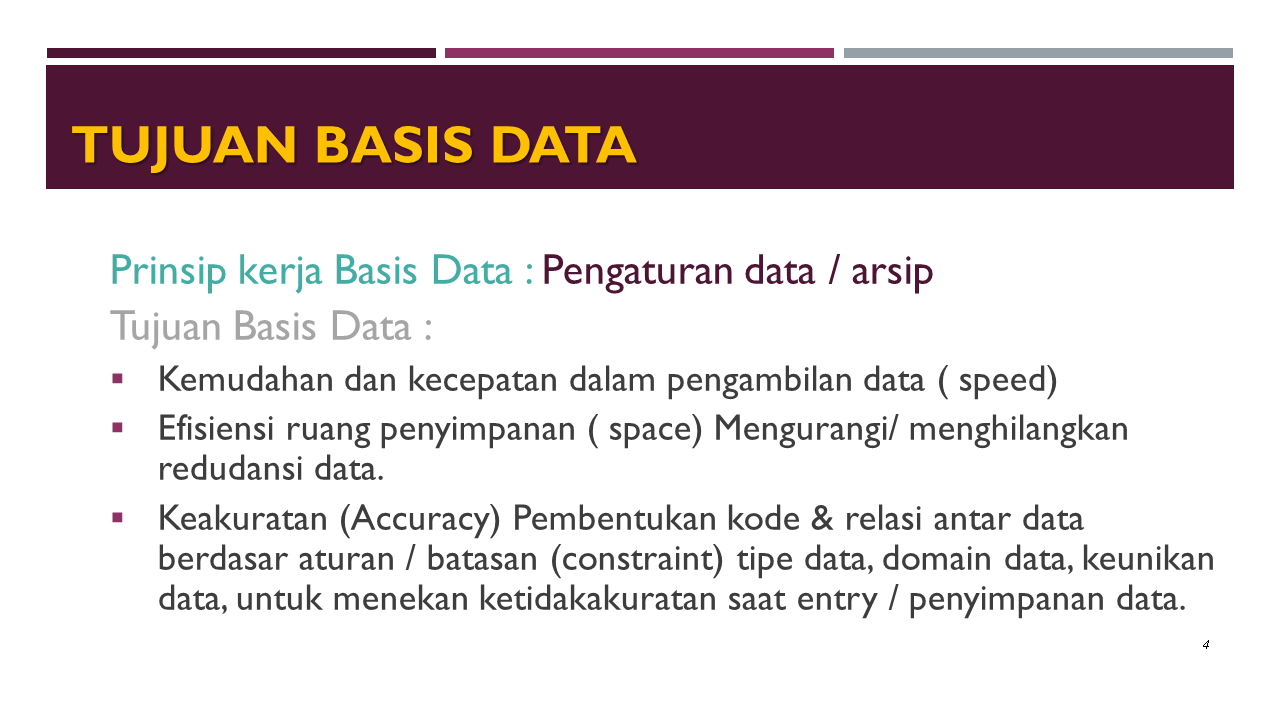 TUJUAN BASIS DATA
Prinsip kerja Basis Data : Pengaturan data / arsip
Tujuan Basis Data :
▪ Kemudahan dan kecepatan dalam pengambilan data ( speed)
▪ Efisiensi ruang penyimpanan ( space) Mengurangi/ menghilangkan
redudansi data.
▪ Keakuratan (Accuracy) Pembentukan kode & relasi antar data
berdasar aturan / batasan (constraint) tipe data, domain data, keunikan
data, untuk menekan ketidakakuratan saat entry / penyimpanan data.
4